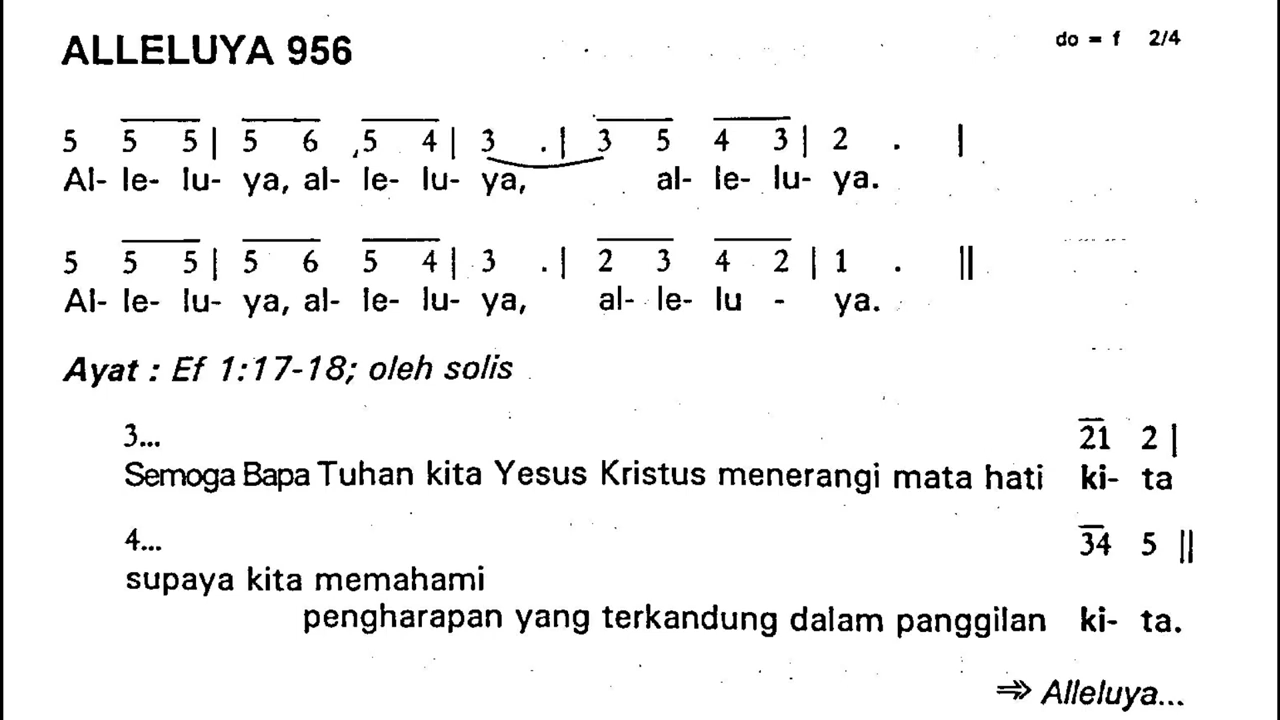 ALLELUYA 956
do = f 2/4
5 5 5 | 5 6 5 4 | 3 . | 3 5 4 3 | 2 . |
Al- le- lu- ya, al- le- lu- ya, al- le- lu- ya.
5 5 5 | 5 6 5 4 | 3 . | 2 3 4 2 | 1 . ||
Al- le- lu- ya, al- le- lu- ya, al- le- lu - ya.
Ayat : Ef 1:17-18; oleh solis
3... 21 2 |
Semoga Bapa Tuhan kita Yesus Kristus menerangi mata hati ki- ta
4... 34 5 ||
supaya kita memahami
pengharapan yang terkandung dalam panggilan ki- ta.
⇒ Alleluya...